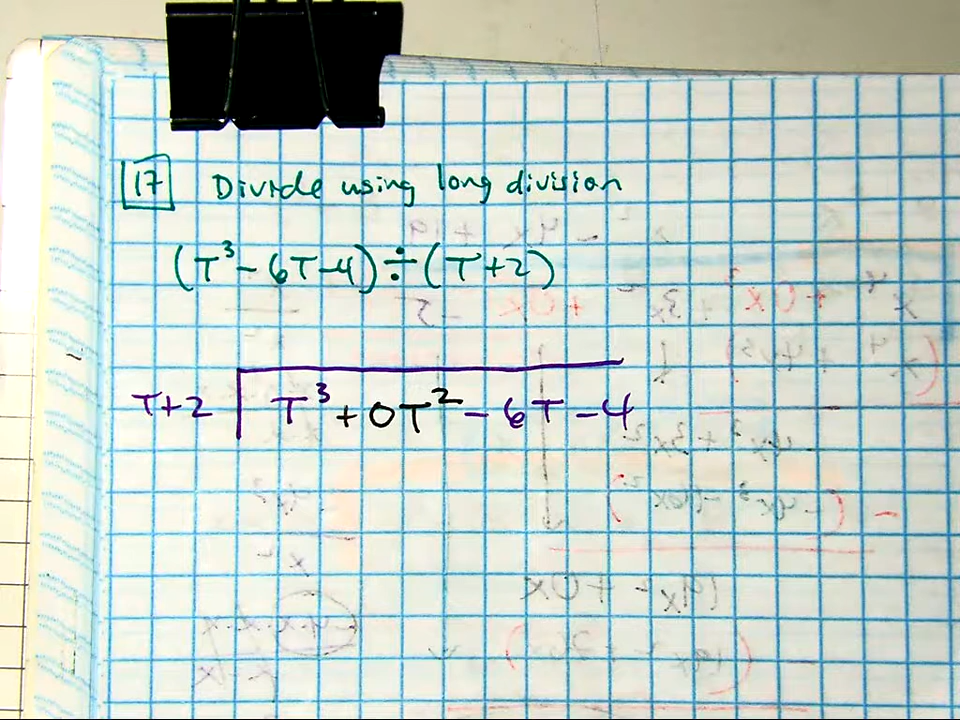 17 Divide using long division
(T³ - 6T - 4) ÷ (T + 2)
T + 2 T³ + 0T² - 6T - 4